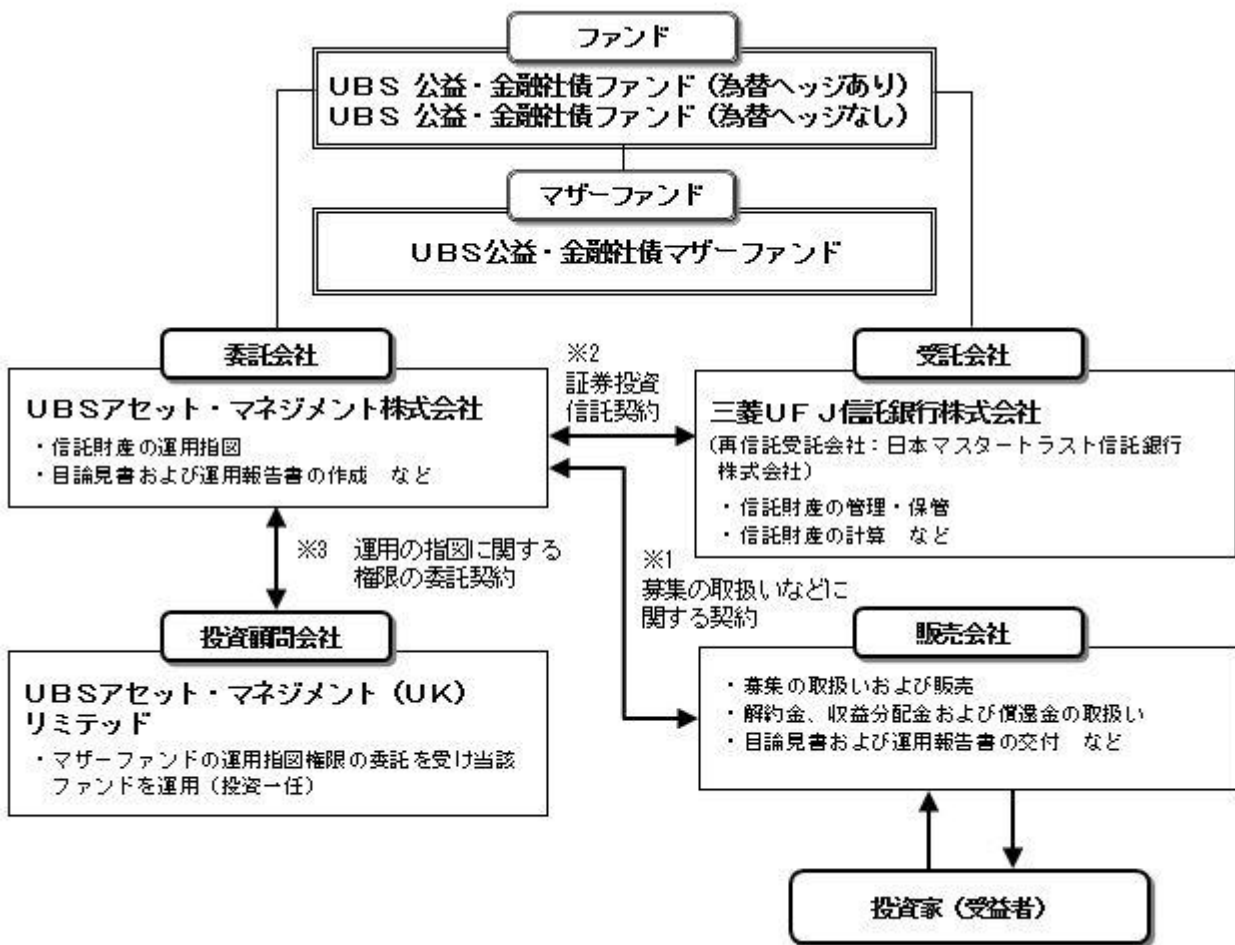 ファンド
UBS 公益・金融社債ファンド(為替ヘッジあり)
UBS 公益・金融社債ファンド(為替ヘッジなし)
マザーファンド
UBS公益・金融社債マザーファンド
委託会社
UBSアセット・マネジメント株式会社
・信託財産の運用指図
・目論見書および運用報告書の作成 など
※2
証券投資
信託契約
受託会社
三菱UFJ信託銀行株式会社
(再信託受託会社:日本マスタートラスト信託銀行
株式会社)
・信託財産の管理・保管
・信託財産の計算 など
※3 運用の指図に関する
権限の委託契約
※1
募集の取扱いなどに
関する契約
投資顧問会社
UBSアセット・マネジメント(UK)
リミテッド
・マザーファンドの運用指図権限の委託を受け当該
ファンドを運用(投資一任)
販売会社
・募集の取扱いおよび販売
・解約金、収益分配金および償還金の取扱い
・目論見書および運用報告書の交付 など
投資家(受益者)